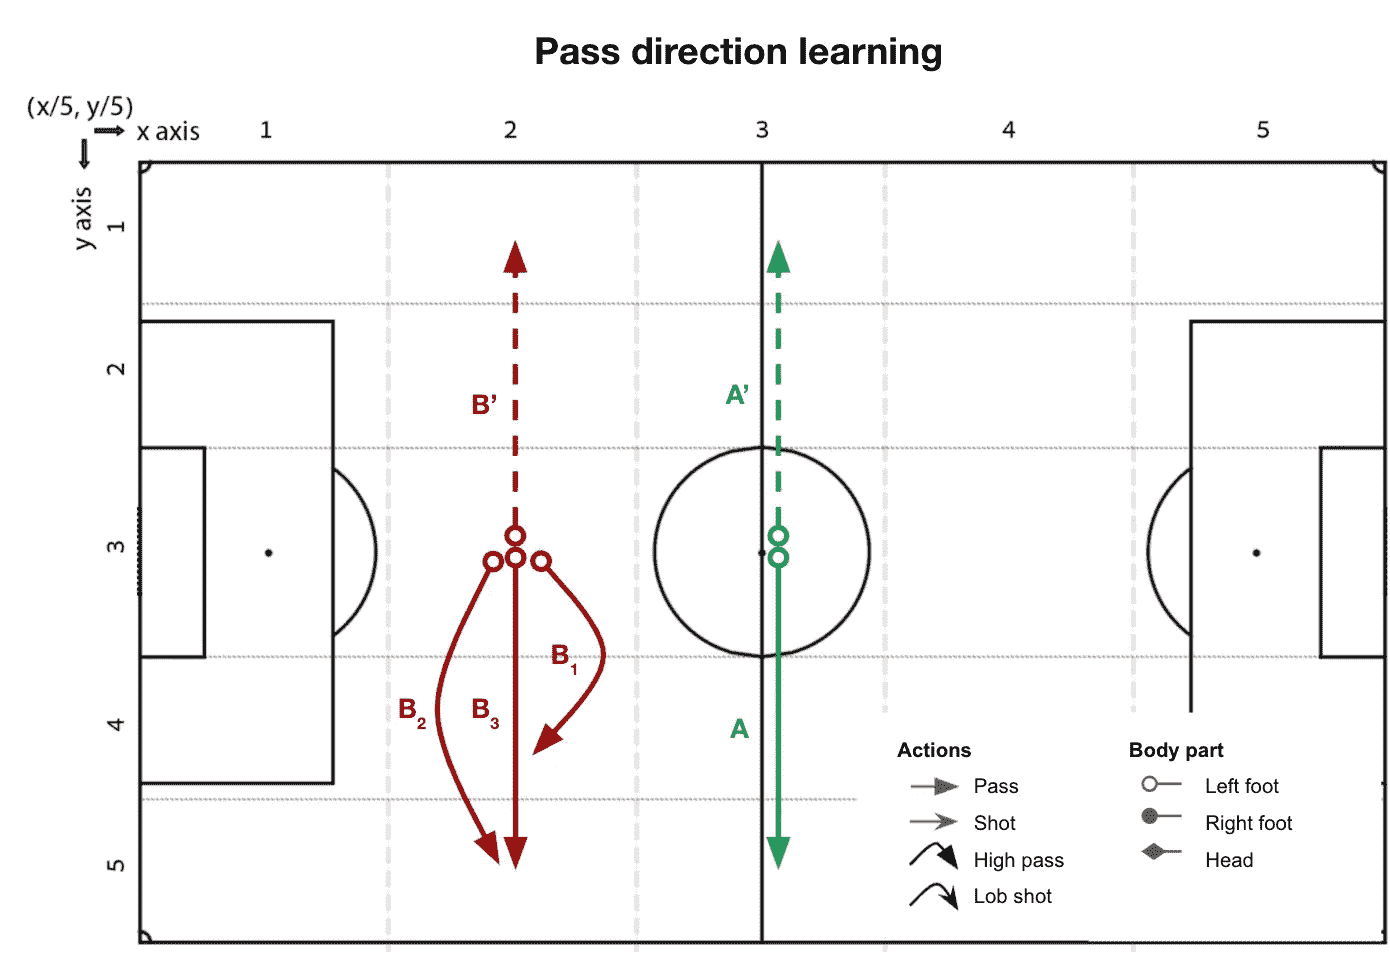 Pass direction learning
(x/5, y/5)
x axis 1 2 3 4 5
y axis
1
2
3
4
5
B’
A’
B1
B2
B3
A
Actions
Pass
Shot
High pass
Lob shot
Body part
Left foot
Right foot
Head